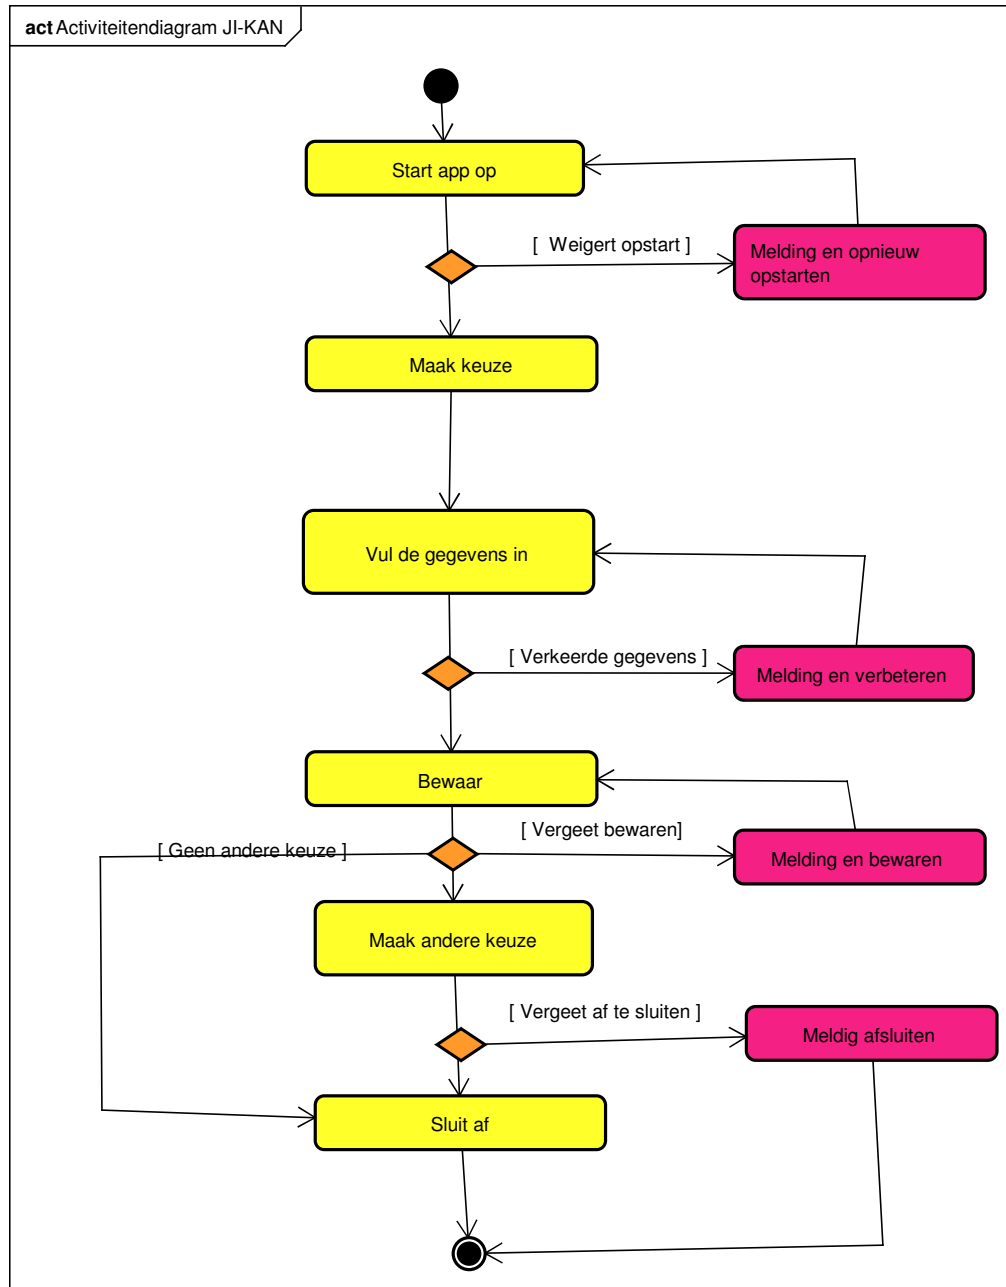 act Activiteitendiagram JI-KAN
Start app op
[  Weigert opstart ]
Melding en opnieuw
opstarten
Maak keuze
Vul de gegevens in
[ Verkeerde gegevens ]
Melding en verbeteren
Bewaar
[ Geen andere keuze ]
[ Vergeet bewaren]
Melding en bewaren
Maak andere keuze
[ Vergeet af te sluiten ]
Meldig afsluiten
Sluit af